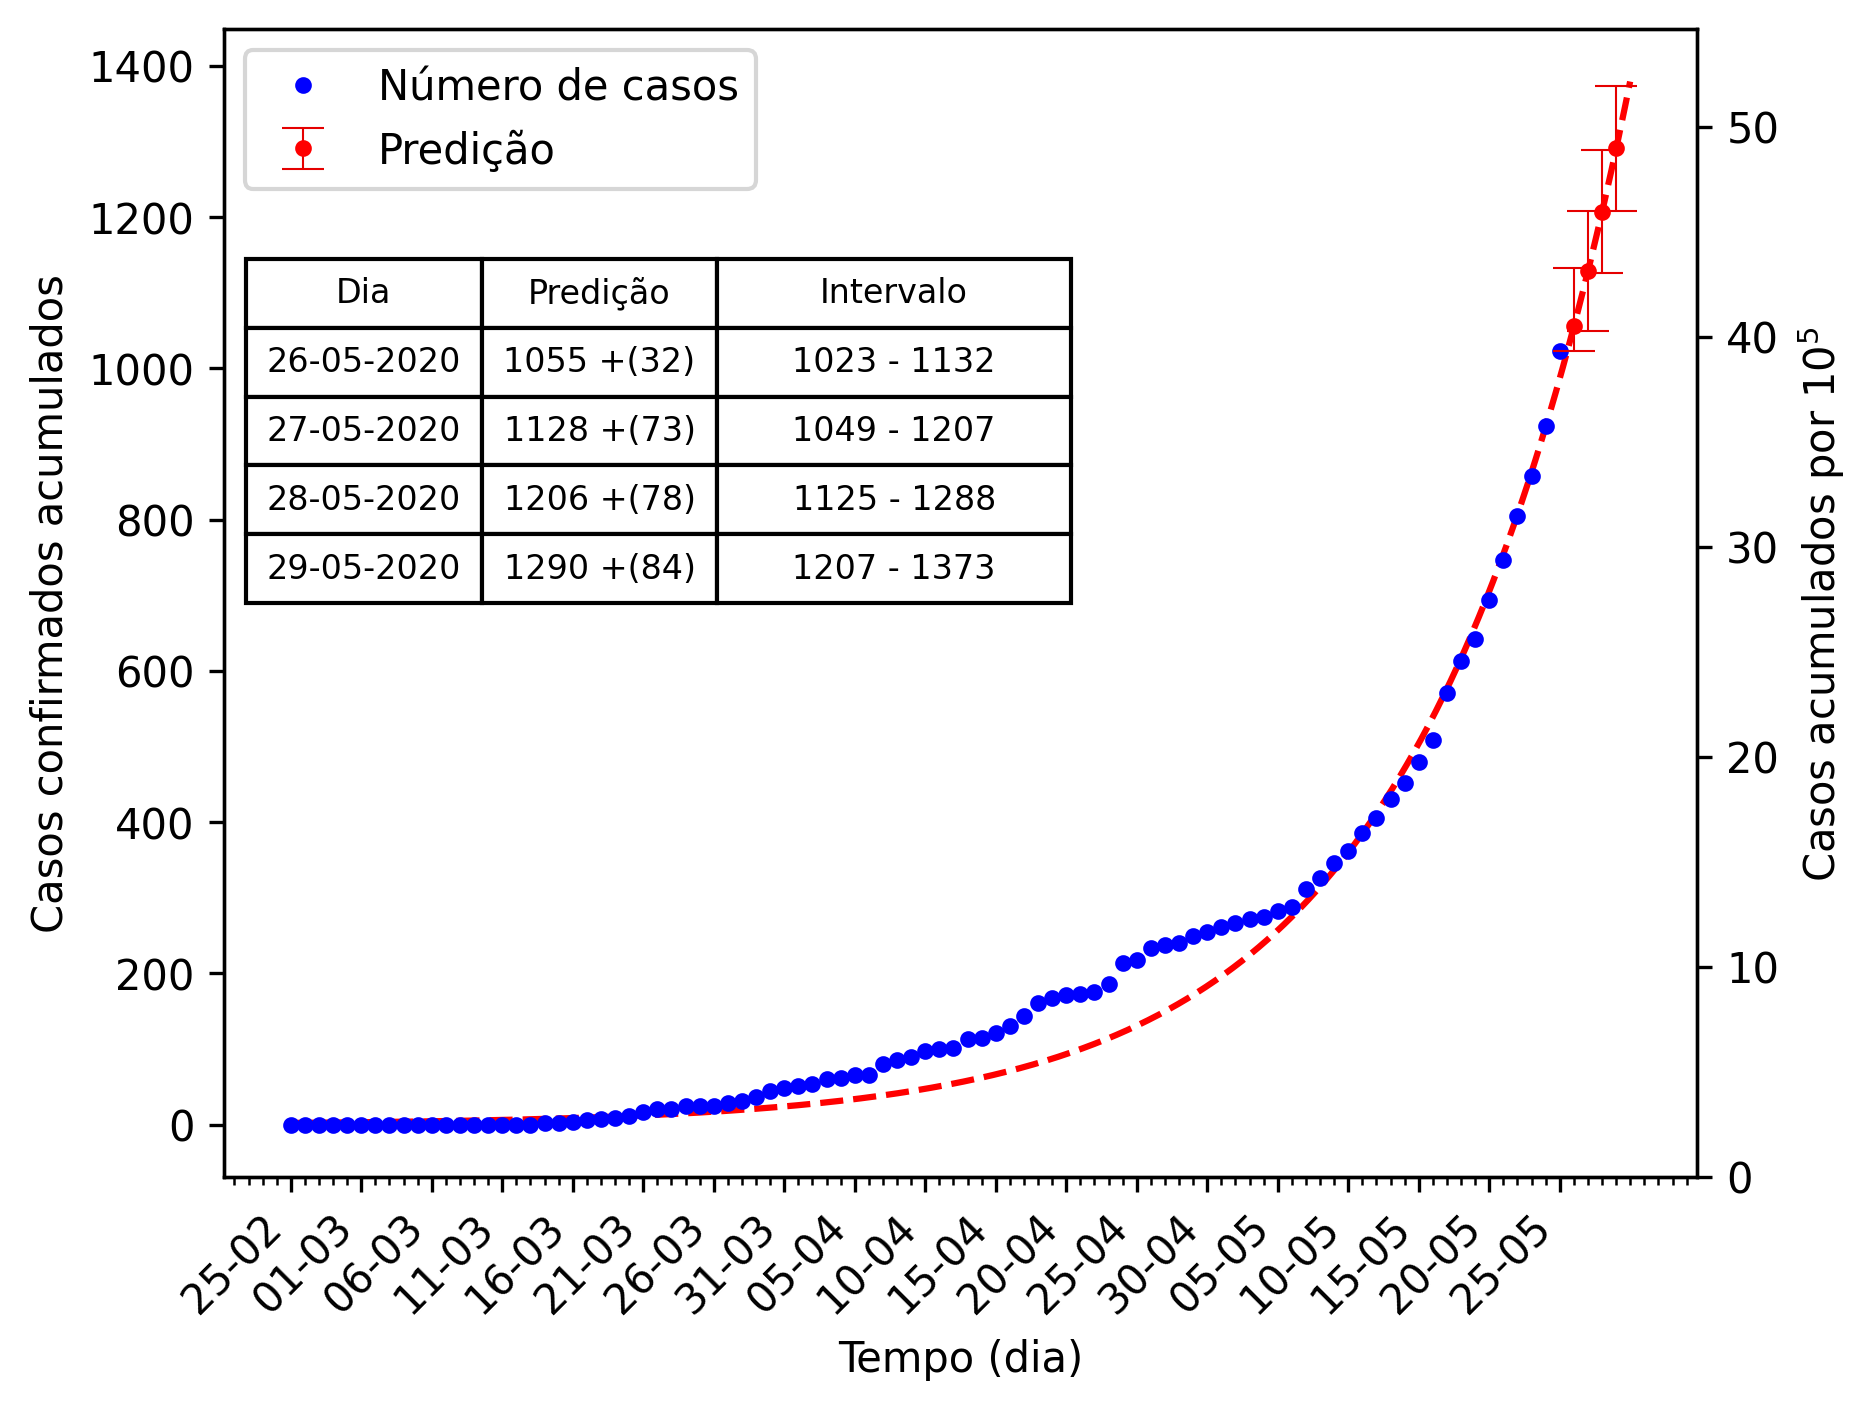 Número de casos
Predição
Dia Predição Intervalo
26-05-2020 1055 +(32) 1023 - 1132
27-05-2020 1128 +(73) 1049 - 1207
28-05-2020 1206 +(78) 1125 - 1288
29-05-2020 1290 +(84) 1207 - 1373
Casos confirmados acumulados
1400
1200
1000
800
600
400
200
0
Casos acumulados por 10⁵
50
40
30
20
10
0
25-02 01-03 06-03 11-03 16-03 21-03 26-03 31-03 05-04 10-04 15-04 20-04 25-04 30-04 05-05 10-05 15-05 20-05 25-05
Tempo (dia)